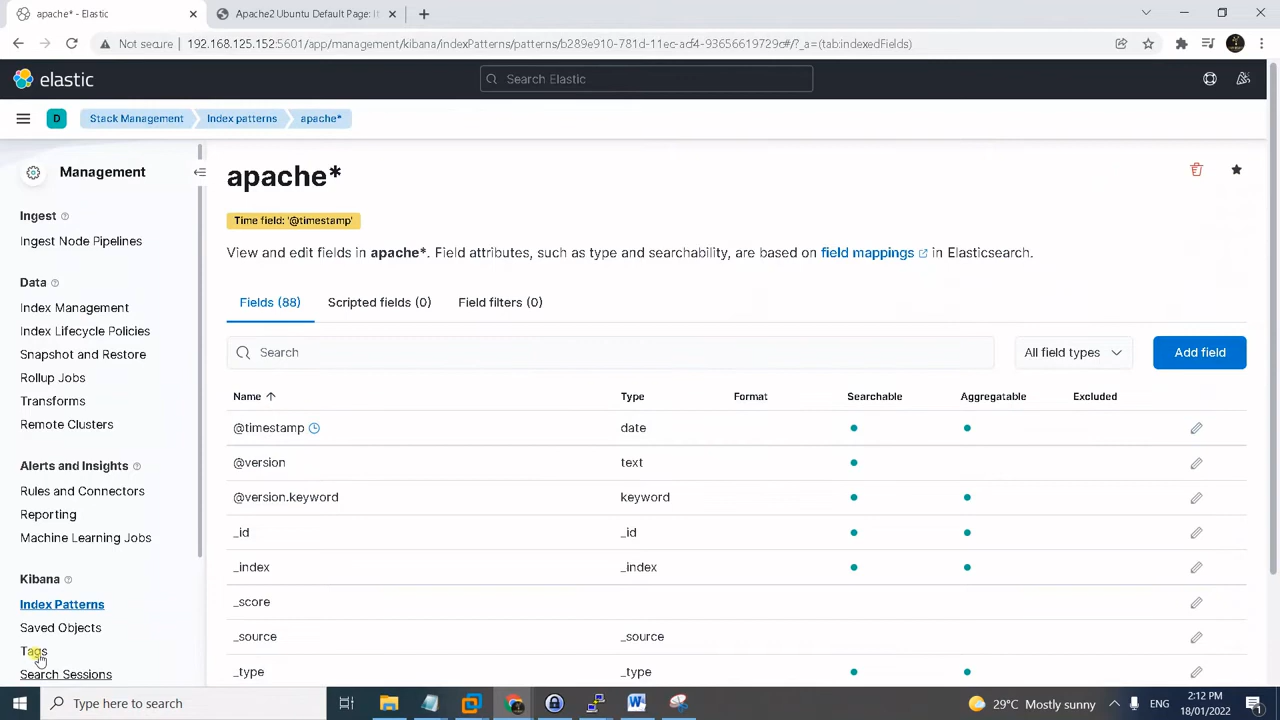 apache* - Elastic
Apache2 Ubuntu Default Page: I
Not secure
192.168.125.152:5601/app/management/kibana/indexPatterns/patterns/b289e910-781d-11ec-acf4-93656619729c#/?_a=(tab:indexedFields)
elastic
Search Elastic
D
Stack Management
Index patterns
apache*
Management
Ingest
Ingest Node Pipelines
Data
Index Management
Index Lifecycle Policies
Snapshot and Restore
Rollup Jobs
Transforms
Remote Clusters
Alerts and Insights
Rules and Connectors
Reporting
Machine Learning Jobs
Kibana
Index Patterns
Saved Objects
Tags
Search Sessions
apache*
Time field: '@timestamp'
View and edit fields in apache*. Field attributes, such as type and searchability, are based on field mappings in Elasticsearch.
Fields (88)
Scripted fields (0)
Field filters (0)
Search
All field types
Add field
Name Type Format Searchable Aggregatable Excluded
@timestamp date
@version text
@version.keyword keyword
_id _id
_index _index
_score
_source _source
_type _type
Type here to search
29°C Mostly sunny
ENG
2:12 PM
18/01/2022